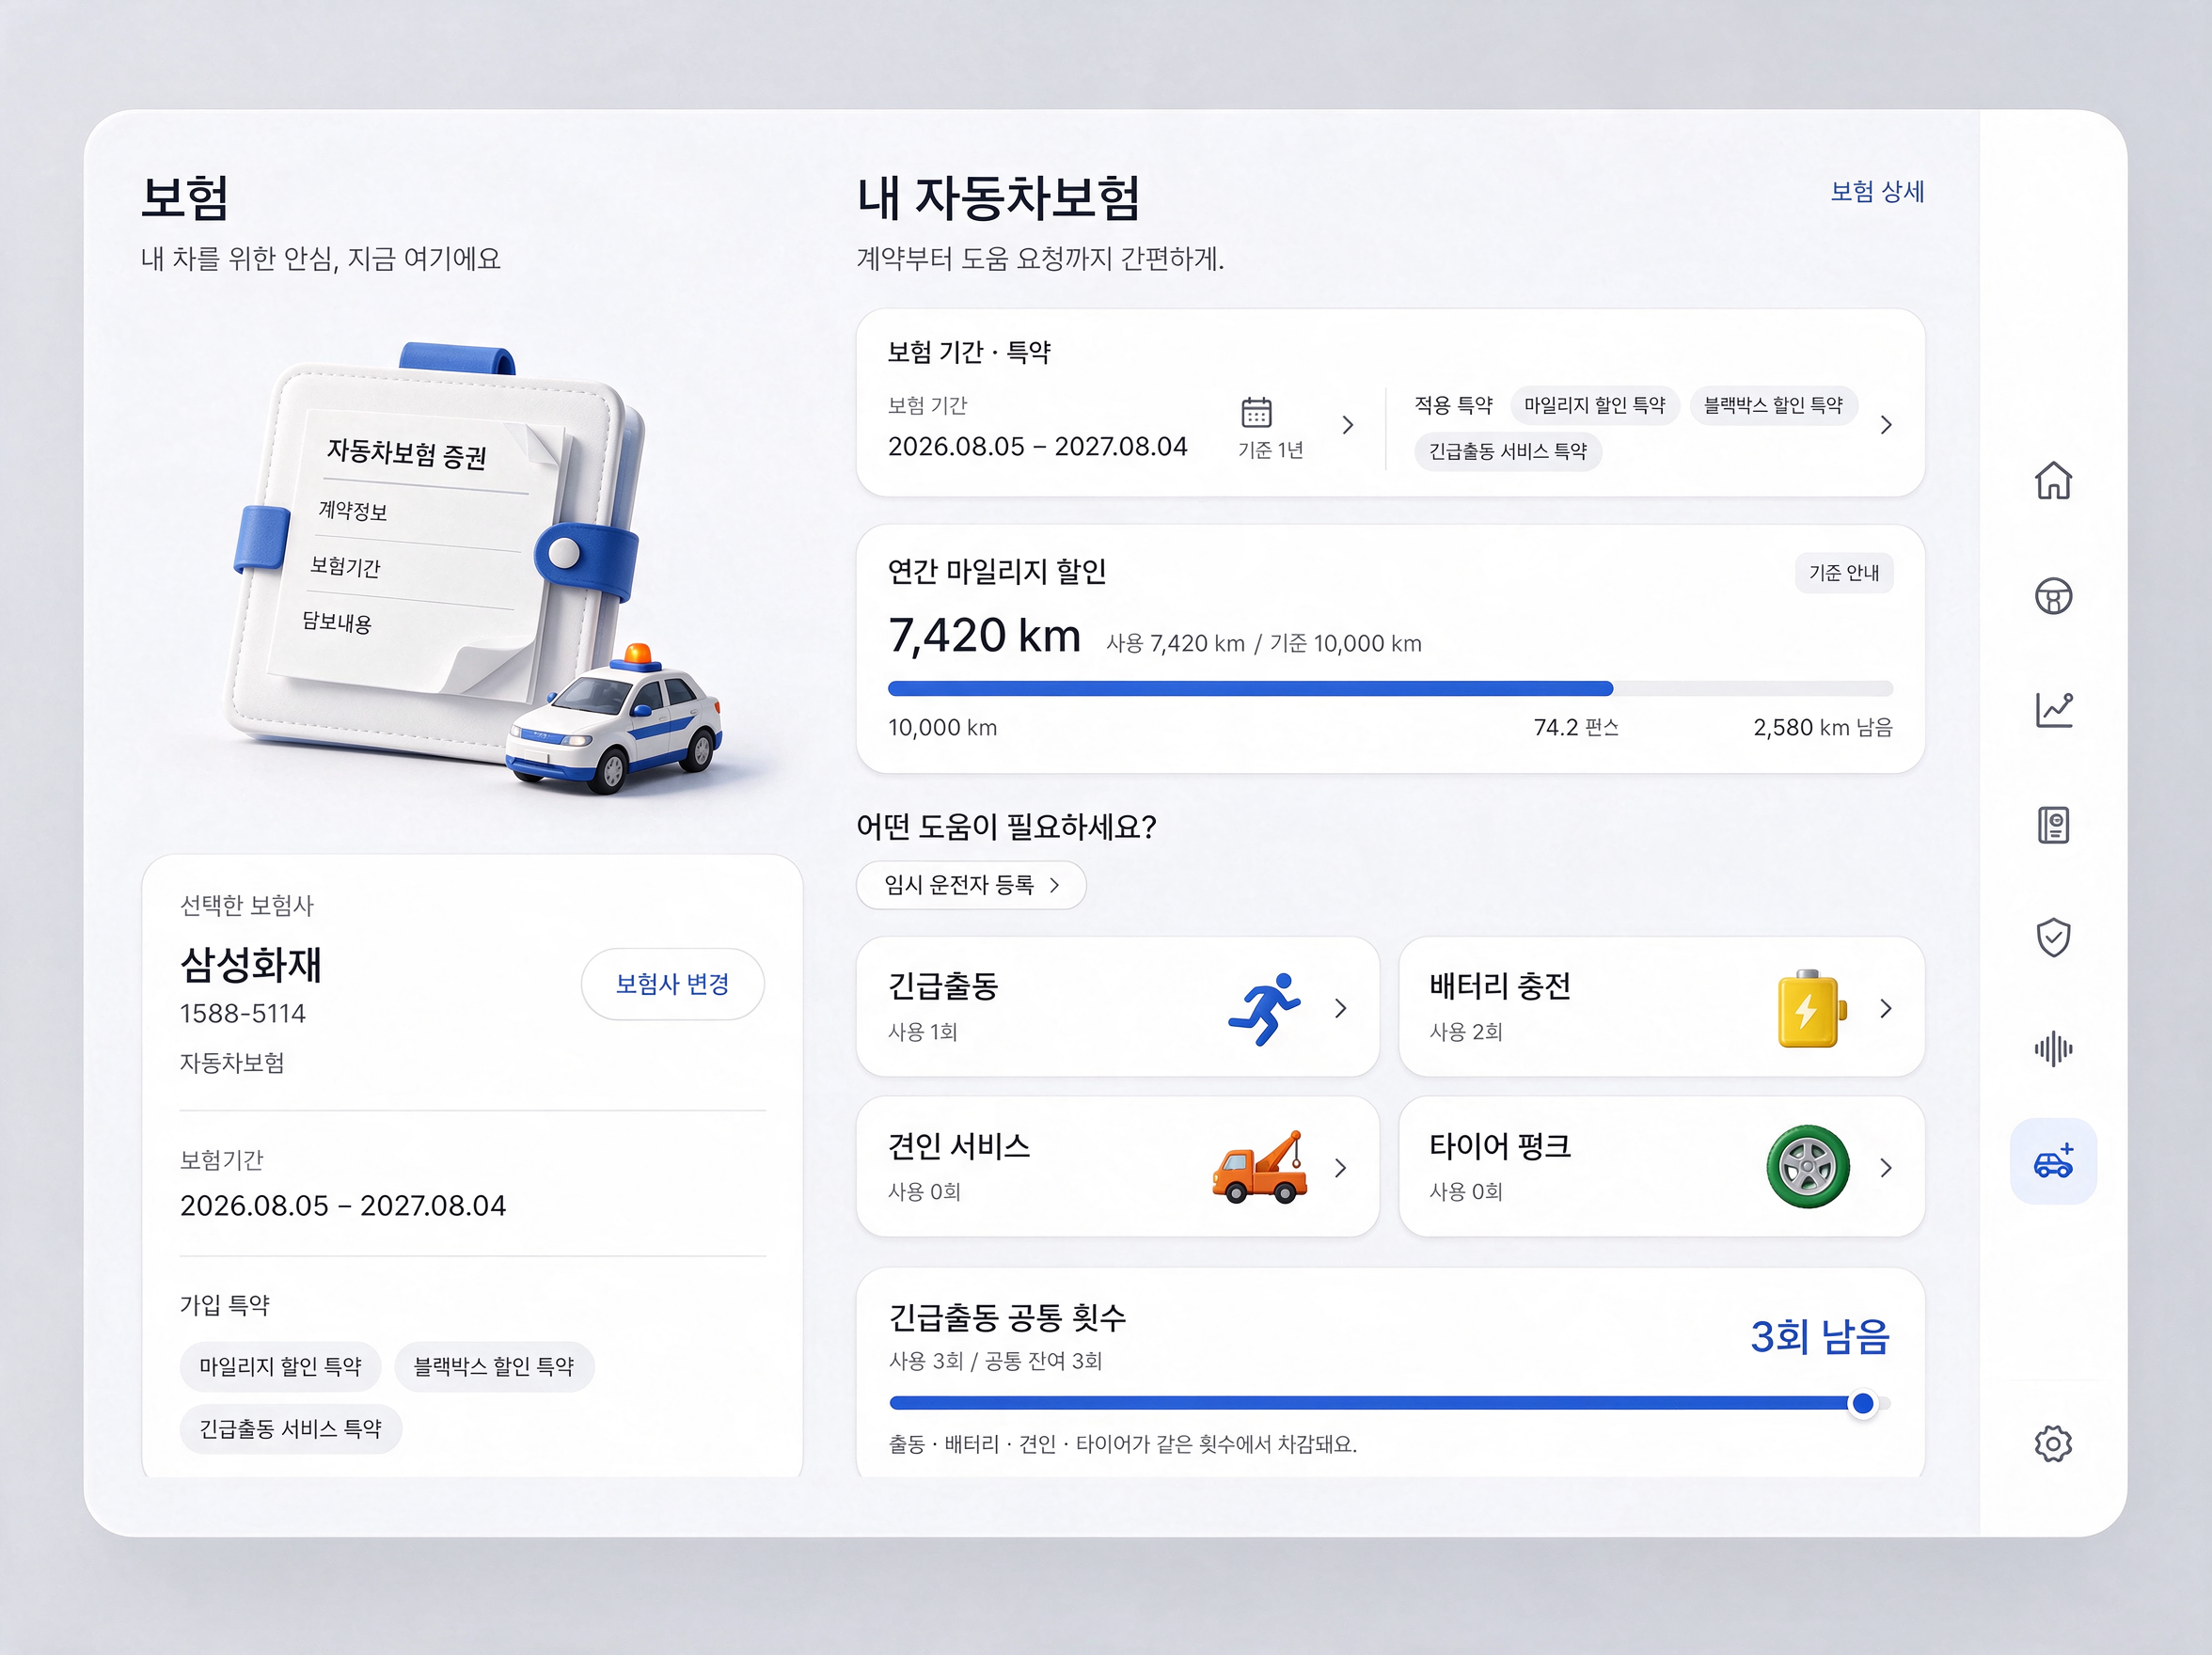 보험
내 차를 위한 안심, 지금 여기에요
자동차보험 증권
계약정보
보험기간
담보내용
선택한 보험사
삼성화재
1588-5114
자동차보험
보험사 변경
보험기간
2026.08.05 – 2027.08.04
가입 특약
마일리지 할인 특약
블랙박스 할인 특약
긴급출동 서비스 특약
내 자동차보험
보험 상세
계약부터 도움 요청까지 간편하게.
보험 기간 · 특약
보험 기간
2026.08.05 – 2027.08.04
기준 1년
적용 특약
마일리지 할인 특약
블랙박스 할인 특약
긴급출동 서비스 특약
연간 마일리지 할인
기준 안내
7,420 km
사용 7,420 km / 기준 10,000 km
10,000 km
74.2 퍈스
2,580 km 남음
어떤 도움이 필요하세요?
임시 운전자 등록
긴급출동
사용 1회
배터리 충전
사용 2회
견인 서비스
사용 0회
타이어 펑크
사용 0회
긴급출동 공통 횟수
사용 3회 / 공통 잔여 3회
3회 남음
출동 · 배터리 · 견인 · 타이어가 같은 횟수에서 차감돼요.